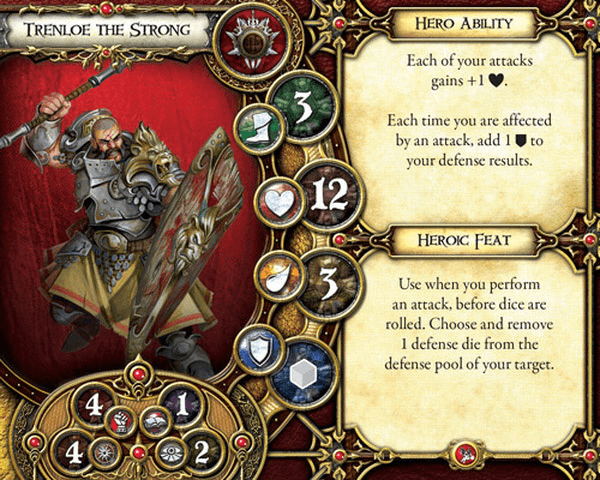 Trenloe the Strong
3
12
3
4 1
4 2
Hero Ability
Each of your attacks
gains +1 .
Each time you are affected
by an attack, add 1 to
your defense results.
Heroic Feat
Use when you perform
an attack, before dice are
rolled. Choose and remove
1 defense die from the
defense pool of your target.